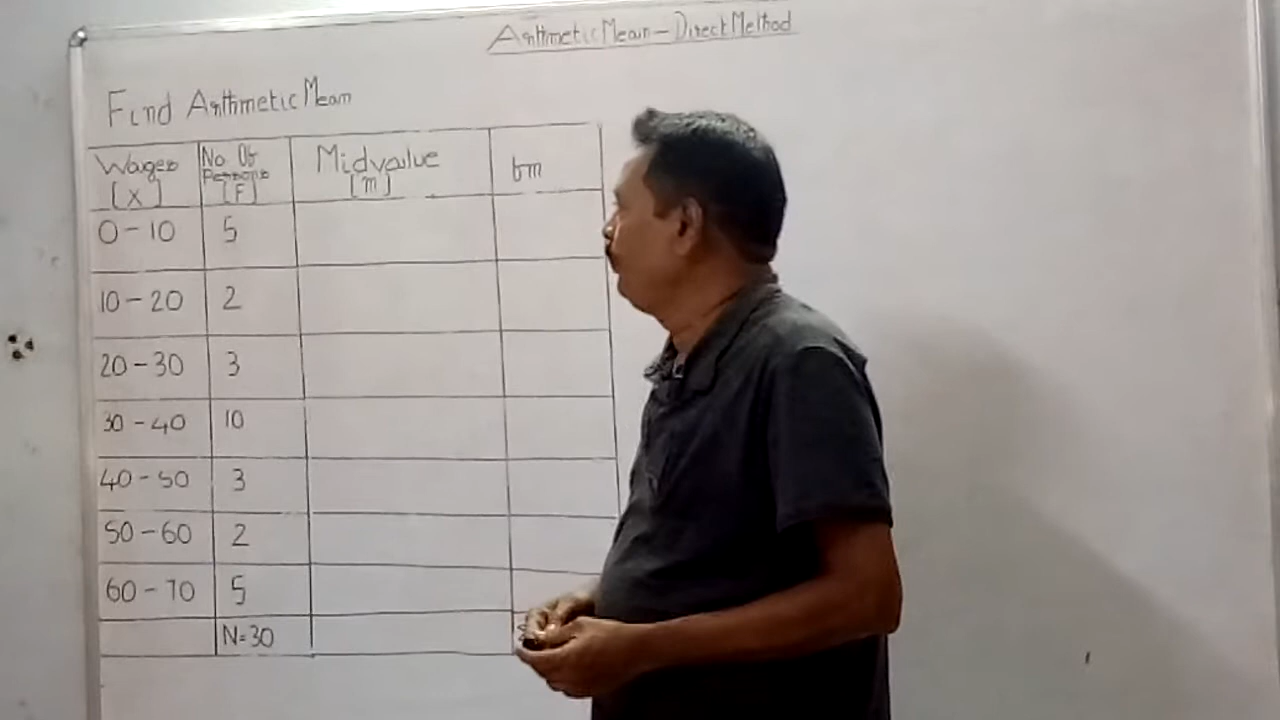 Arithmetic Mean - Direct Method
Find Arithmetic Mean
Wages [X] No. Of Persons [F] Midvalue [m] fm
0-10 5
10-20 2
20-30 3
30-40 10
40-50 3
50-60 2
60-70 5
N=30